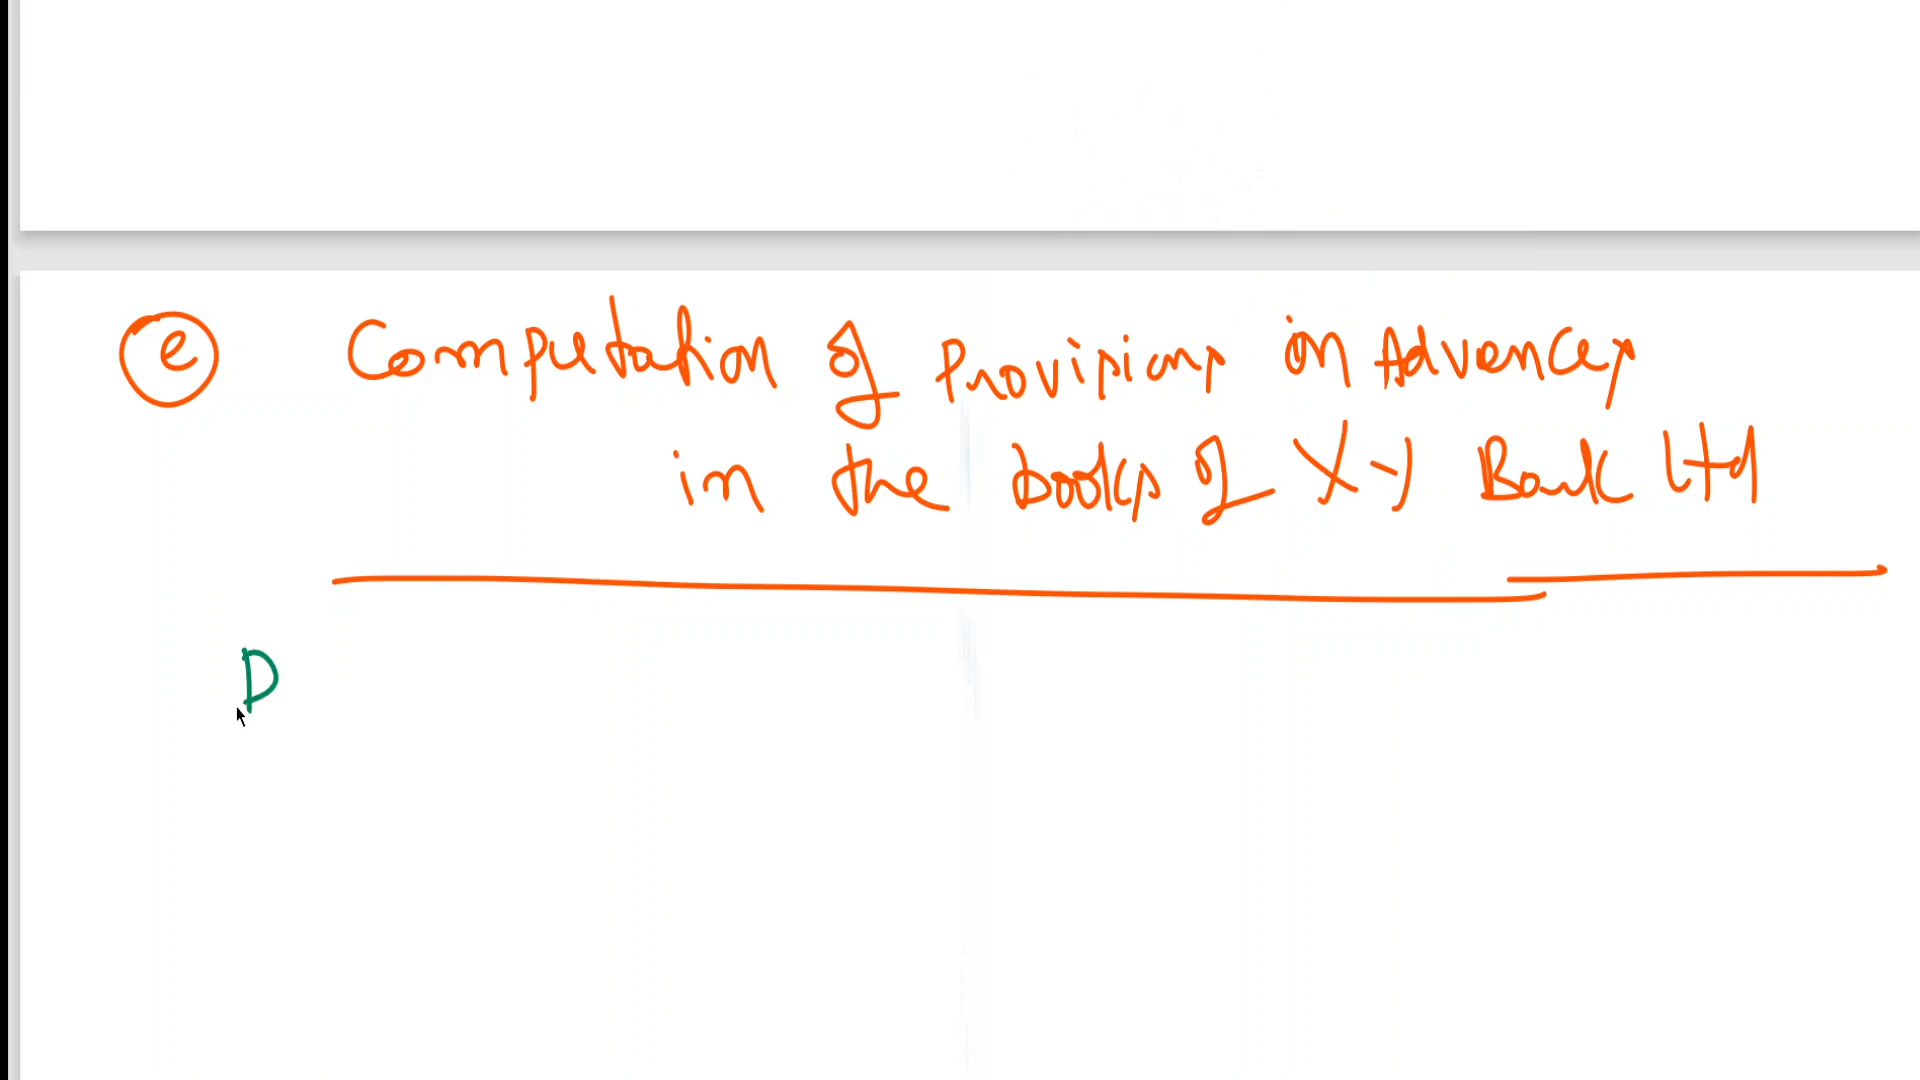 e Computation of Provisions on Advances
in the books of X-Y Bank Ltd
D